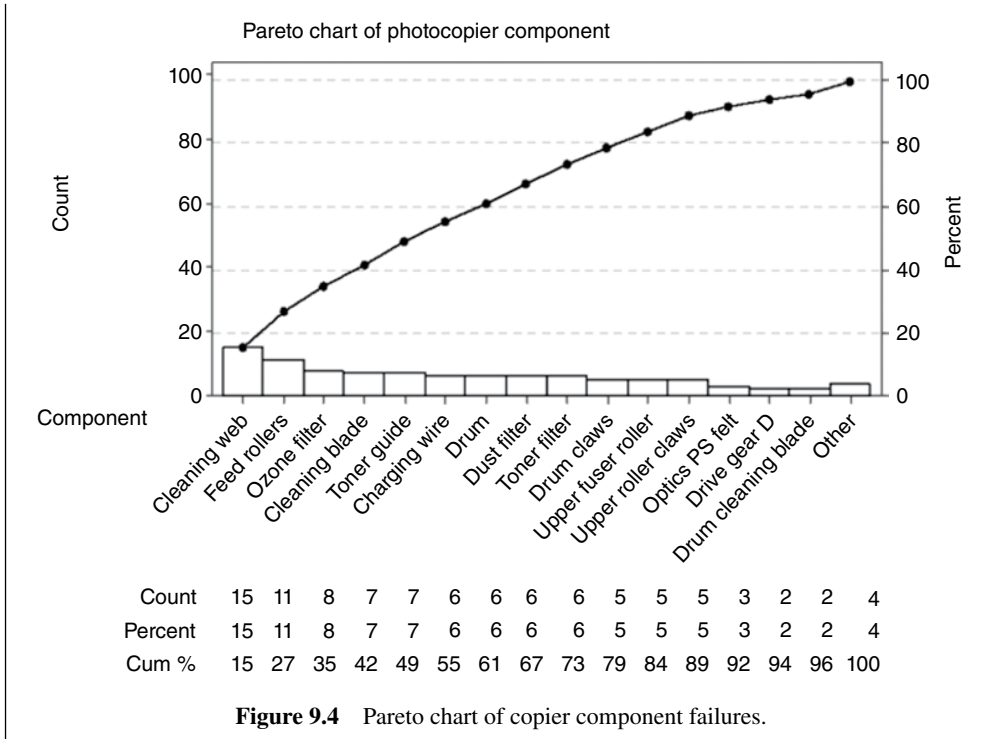 Pareto chart of photocopier component
100
80
60
40
20
0
Count
100
80
60
40
20
0
Percent
Component
Cleaning web
Feed rollers
Ozone filter
Cleaning blade
Toner guide
Charging wire
Drum
Dust filter
Toner filter
Drum claws
Upper fuser roller
Upper roller claws
Optics PS felt
Drive gear D
Drum cleaning blade
Other
Count 15 11 8 7 7 6 6 6 6 5 5 5 3 2 2 4
Percent 15 11 8 7 7 6 6 6 6 5 5 5 3 2 2 4
Cum % 15 27 35 42 49 55 61 67 73 79 84 89 92 94 96 100
Figure 9.4 Pareto chart of copier component failures.